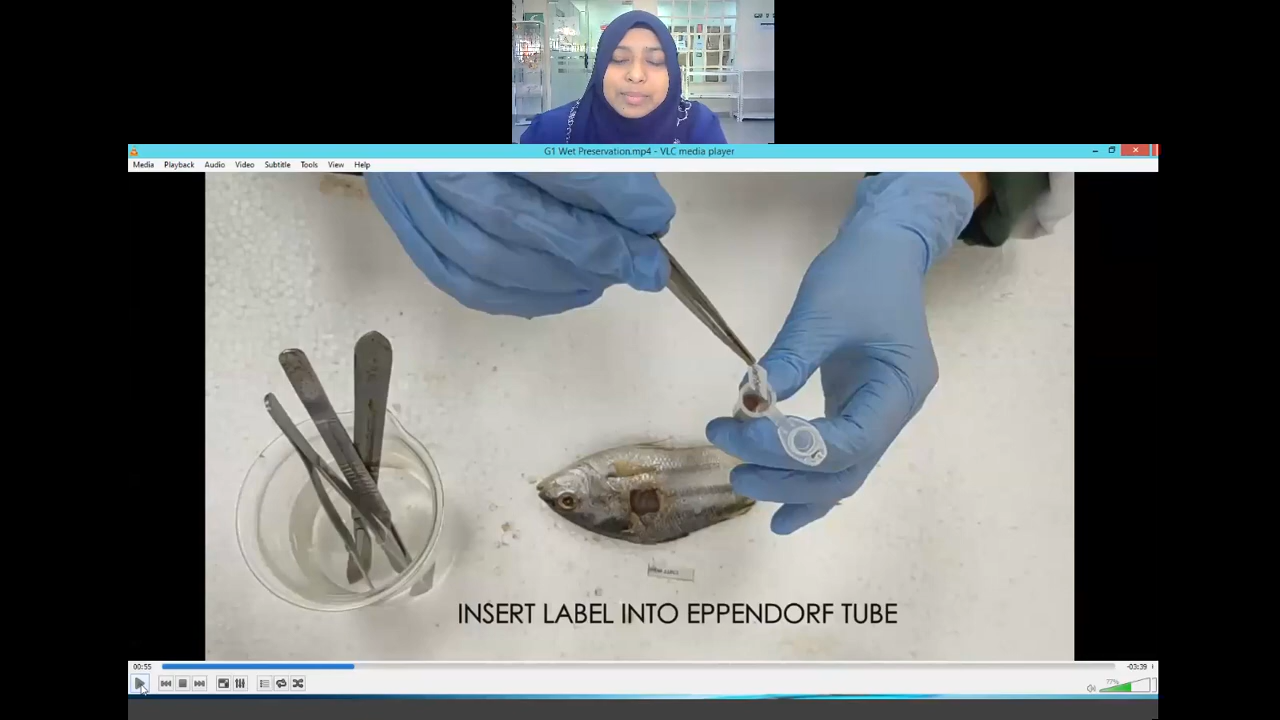 G1 Wet Preservation.mp4 - VLC media player
Media Playback Audio Video Subtitle Tools View Help
INSERT LABEL INTO EPPENDORF TUBE
00:55
-03:39
77%